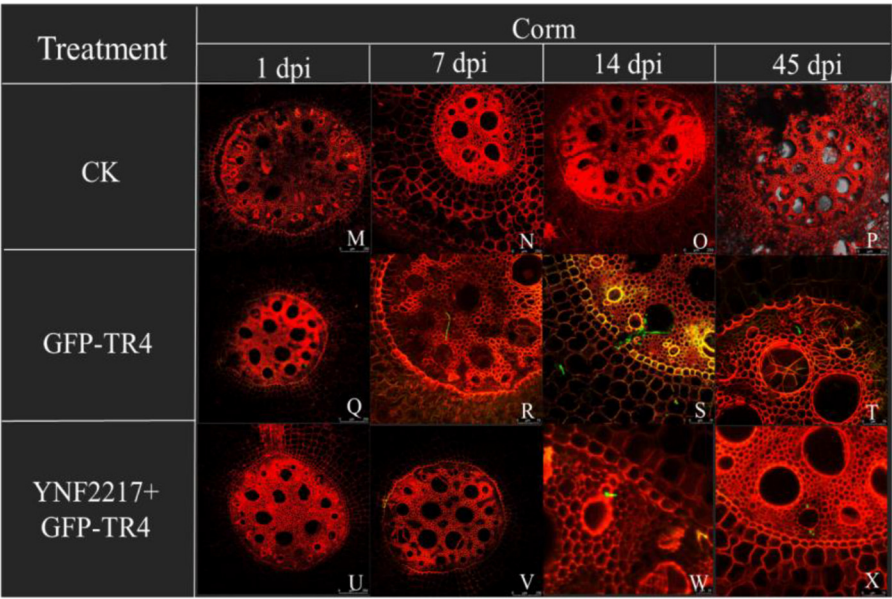 Treatment
Corm
1 dpi
7 dpi
14 dpi
45 dpi
CK
M
N
O
P
GFP-TR4
Q
R
S
T
YNF2217+
GFP-TR4
U
V
W
X